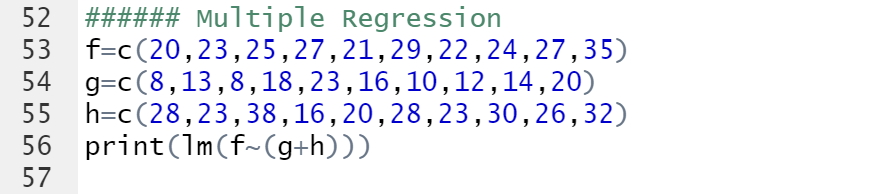 52 ###### Multiple Regression
53 f=c(20,23,25,27,21,29,22,24,27,35)
54 g=c(8,13,8,18,23,16,10,12,14,20)
55 h=c(28,23,38,16,20,28,23,30,26,32)
56 print(lm(f~(g+h)))
57